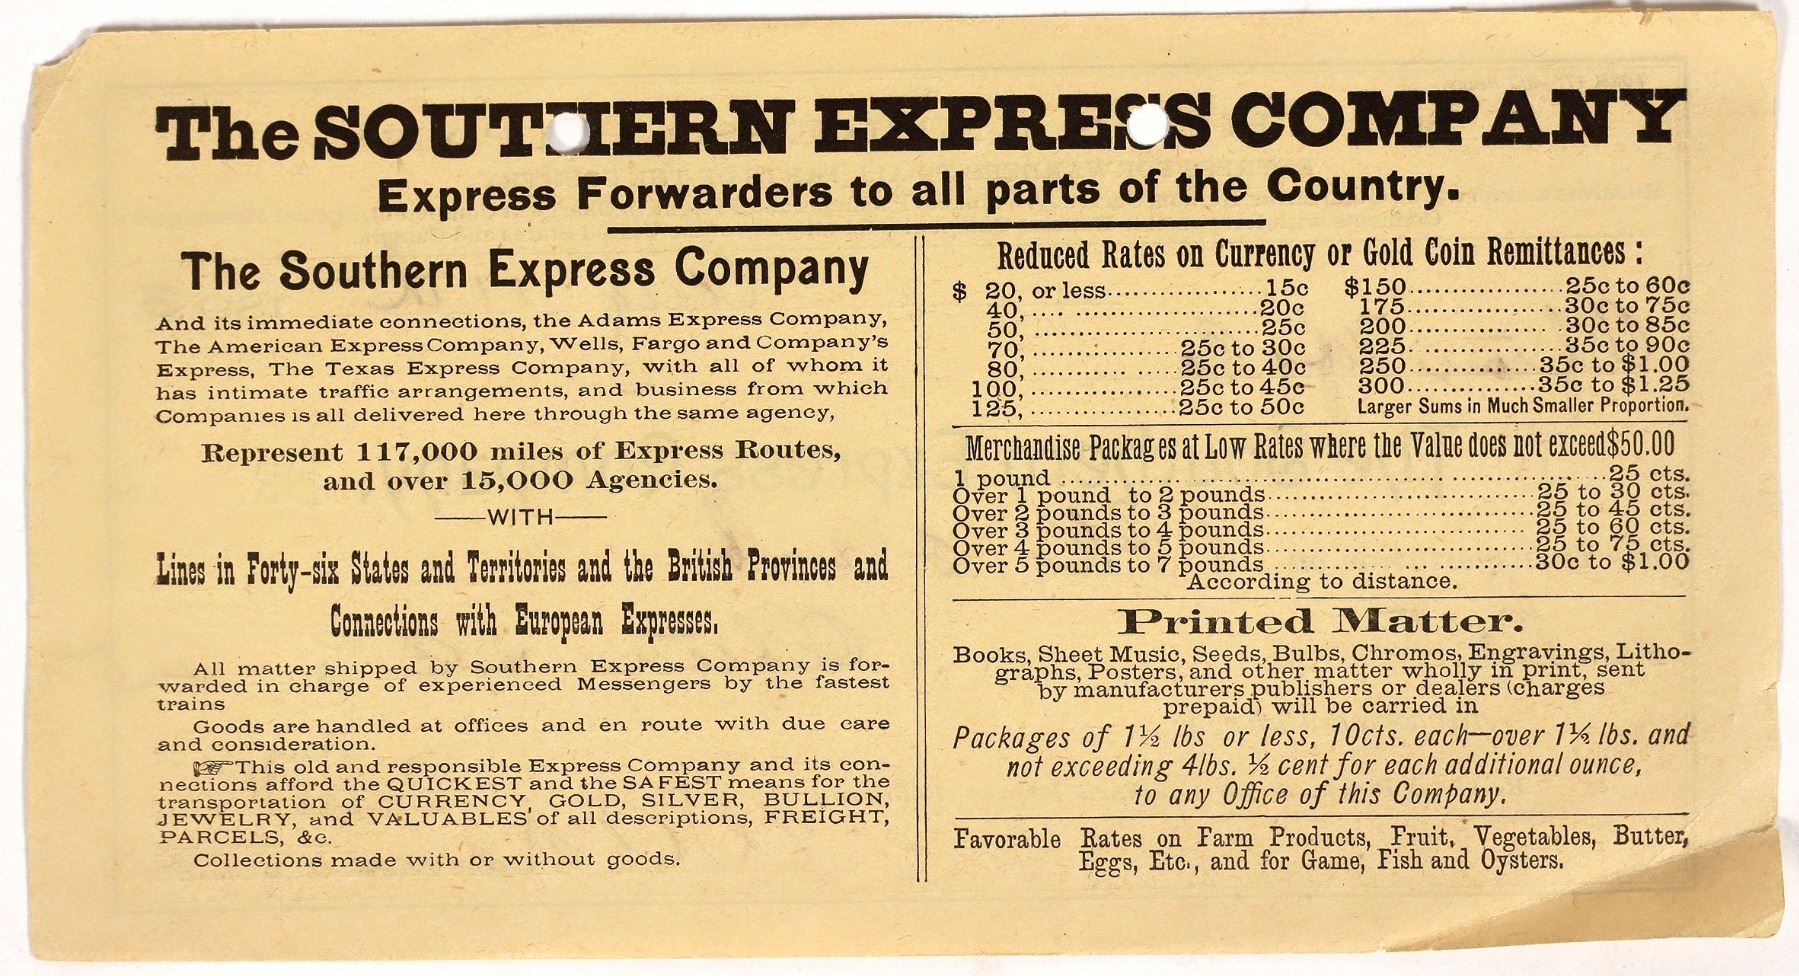 The SOUTHERN EXPRESS COMPANY
Express Forwarders to all parts of the Country.
The Southern Express Company
And its immediate connections, the Adams Express Company,
The American Express Company, Wells, Fargo and Company's
Express, The Texas Express Company, with all of whom it
has intimate traffic arrangements, and business from which
Companies is all delivered here through the same agency,
Represent 117,000 miles of Express Routes,
and over 15,000 Agencies.
——WITH——
Lines in Forty-six States and Territories and the British Provinces and
Connections with European Expresses.
All matter shipped by Southern Express Company is for-
warded in charge of experienced Messengers by the fastest
trains
Goods are handled at offices and en route with due care
and consideration.
☞This old and responsible Express Company and its con-
nections afford the QUICKEST and the SAFEST means for the
transportation of CURRENCY, GOLD, SILVER, BULLION,
JEWELRY, and VALUABLES of all descriptions, FREIGHT,
PARCELS, &c.
Collections made with or without goods.
Reduced Rates on Currency or Gold Coin Remittances :
$ 20, or less..................15c
40, .... .....................20c
50, ...........................25c
70, .................25c to 30c
80, ........... .....25c to 40c
100, .................25c to 45c
125, .................25c to 50c
$150..................25c to 60c
175..................30c to 75c
200..................30c to 85c
225..................35c to 90c
250...............35c to $1.00
300...............35c to $1.25
Larger Sums in Much Smaller Proportion.
Merchandise Packages at Low Rates where the Value does not exceed $50.00
1 pound ..................................................25 cts.
Over 1 pound to 2 pounds..............................25 to 30 cts.
Over 2 pounds to 3 pounds..............................25 to 45 cts.
Over 3 pounds to 4 pounds.............................. 25 to 60 cts.
Over 4 pounds to 5 pounds..............................25 to 75 cts.
Over 5 pounds to 7 pounds ............... ... ...........30c to $1.00
According to distance.
Printed Matter.
Books, Sheet Music, Seeds, Bulbs, Chromos, Engravings, Litho-
graphs, Posters, and other matter wholly in print, sent
by manufacturers publishers or dealers (charges
prepaid) will be carried in
Packages of 1½ lbs or less, 10cts. each—over 1½ lbs. and
not exceeding 4lbs. ½ cent for each additional ounce,
to any Office of this Company.
Favorable Rates on Farm Products, Fruit, Vegetables, Butter,
Eggs, Etc., and for Game, Fish and Oysters.